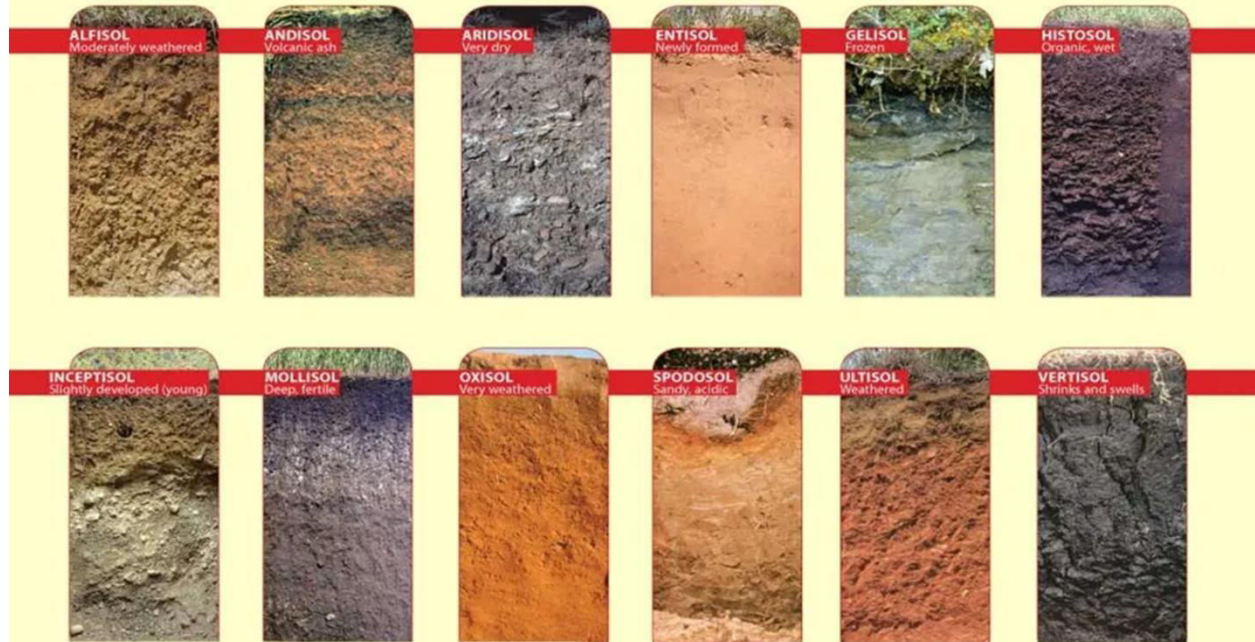 ALFISOL
Moderately weathered
ANDISOL
Volcanic ash
ARIDISOL
Very dry
ENTISOL
Newly formed
GELISOL
Frozen
HISTOSOL
Organic, wet
INCEPTISOL
Slightly developed (young)
MOLLISOL
Deep, fertile
OXISOL
Very weathered
SPODOSOL
Sandy, acidic
ULTISOL
Weathered
VERTISOL
Shrinks and swells